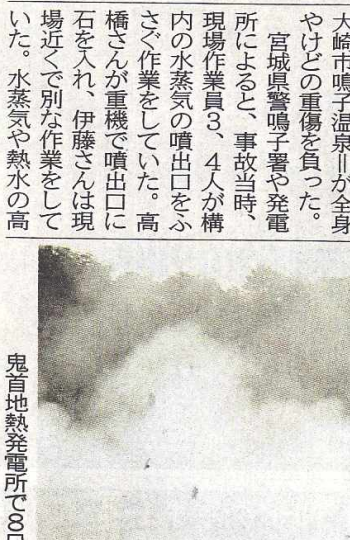 大崎市鳴子温泉＝が全身
やけどの重傷を負った。
　宮城県警鳴子署や発電
所によると、事故当時、
現場作業員3、4人が構
内の水蒸気の噴出口をふ
さぐ作業をしていた。高
橋さんが重機で噴出口に
石を入れ、伊藤さんは現
場近くで別な作業をして
いた。水蒸気や熱水の高
鬼首地熱発電所で8日